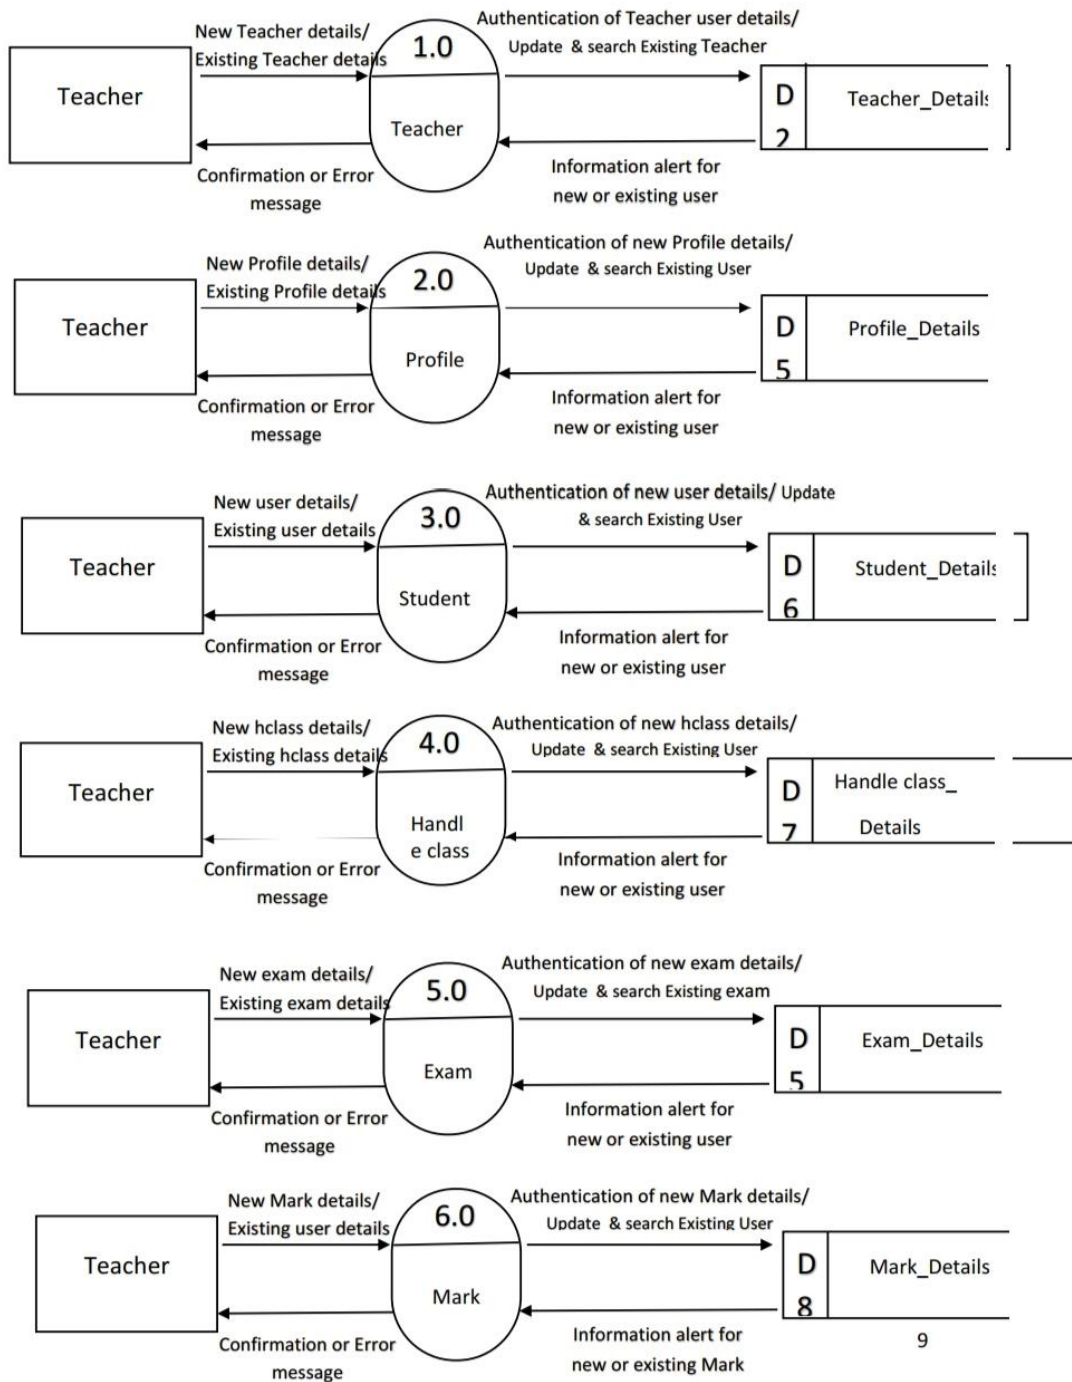 New Teacher details/
Existing Teacher details
Authentication of Teacher user details/
Update & search Existing Teacher
Teacher
1.0
Teacher
D
2
Teacher_Details
Confirmation or Error
message
Information alert for
new or existing user
New Profile details/
Existing Profile details
Authentication of new Profile details/
Update & search Existing User
Teacher
2.0
Profile
D
5
Profile_Details
Confirmation or Error
message
Information alert for
new or existing user
New user details/
Existing user details
Authentication of new user details/ Update
& search Existing User
Teacher
3.0
Student
D
6
Student_Details
Confirmation or Error
message
Information alert for
new or existing user
New hclass details/
Existing hclass details
Authentication of new hclass details/
Update & search Existing User
Teacher
4.0
Handl
e class
D
7
Handle class_
Details
Confirmation or Error
message
Information alert for
new or existing user
New exam details/
Existing exam details
Authentication of new exam details/
Update & search Existing exam
Teacher
5.0
Exam
D
5
Exam_Details
Confirmation or Error
message
Information alert for
new or existing user
New Mark details/
Existing user details
Authentication of new Mark details/
Update & search Existing User
Teacher
6.0
Mark
D
8
Mark_Details
Confirmation or Error
message
Information alert for
new or existing Mark
9